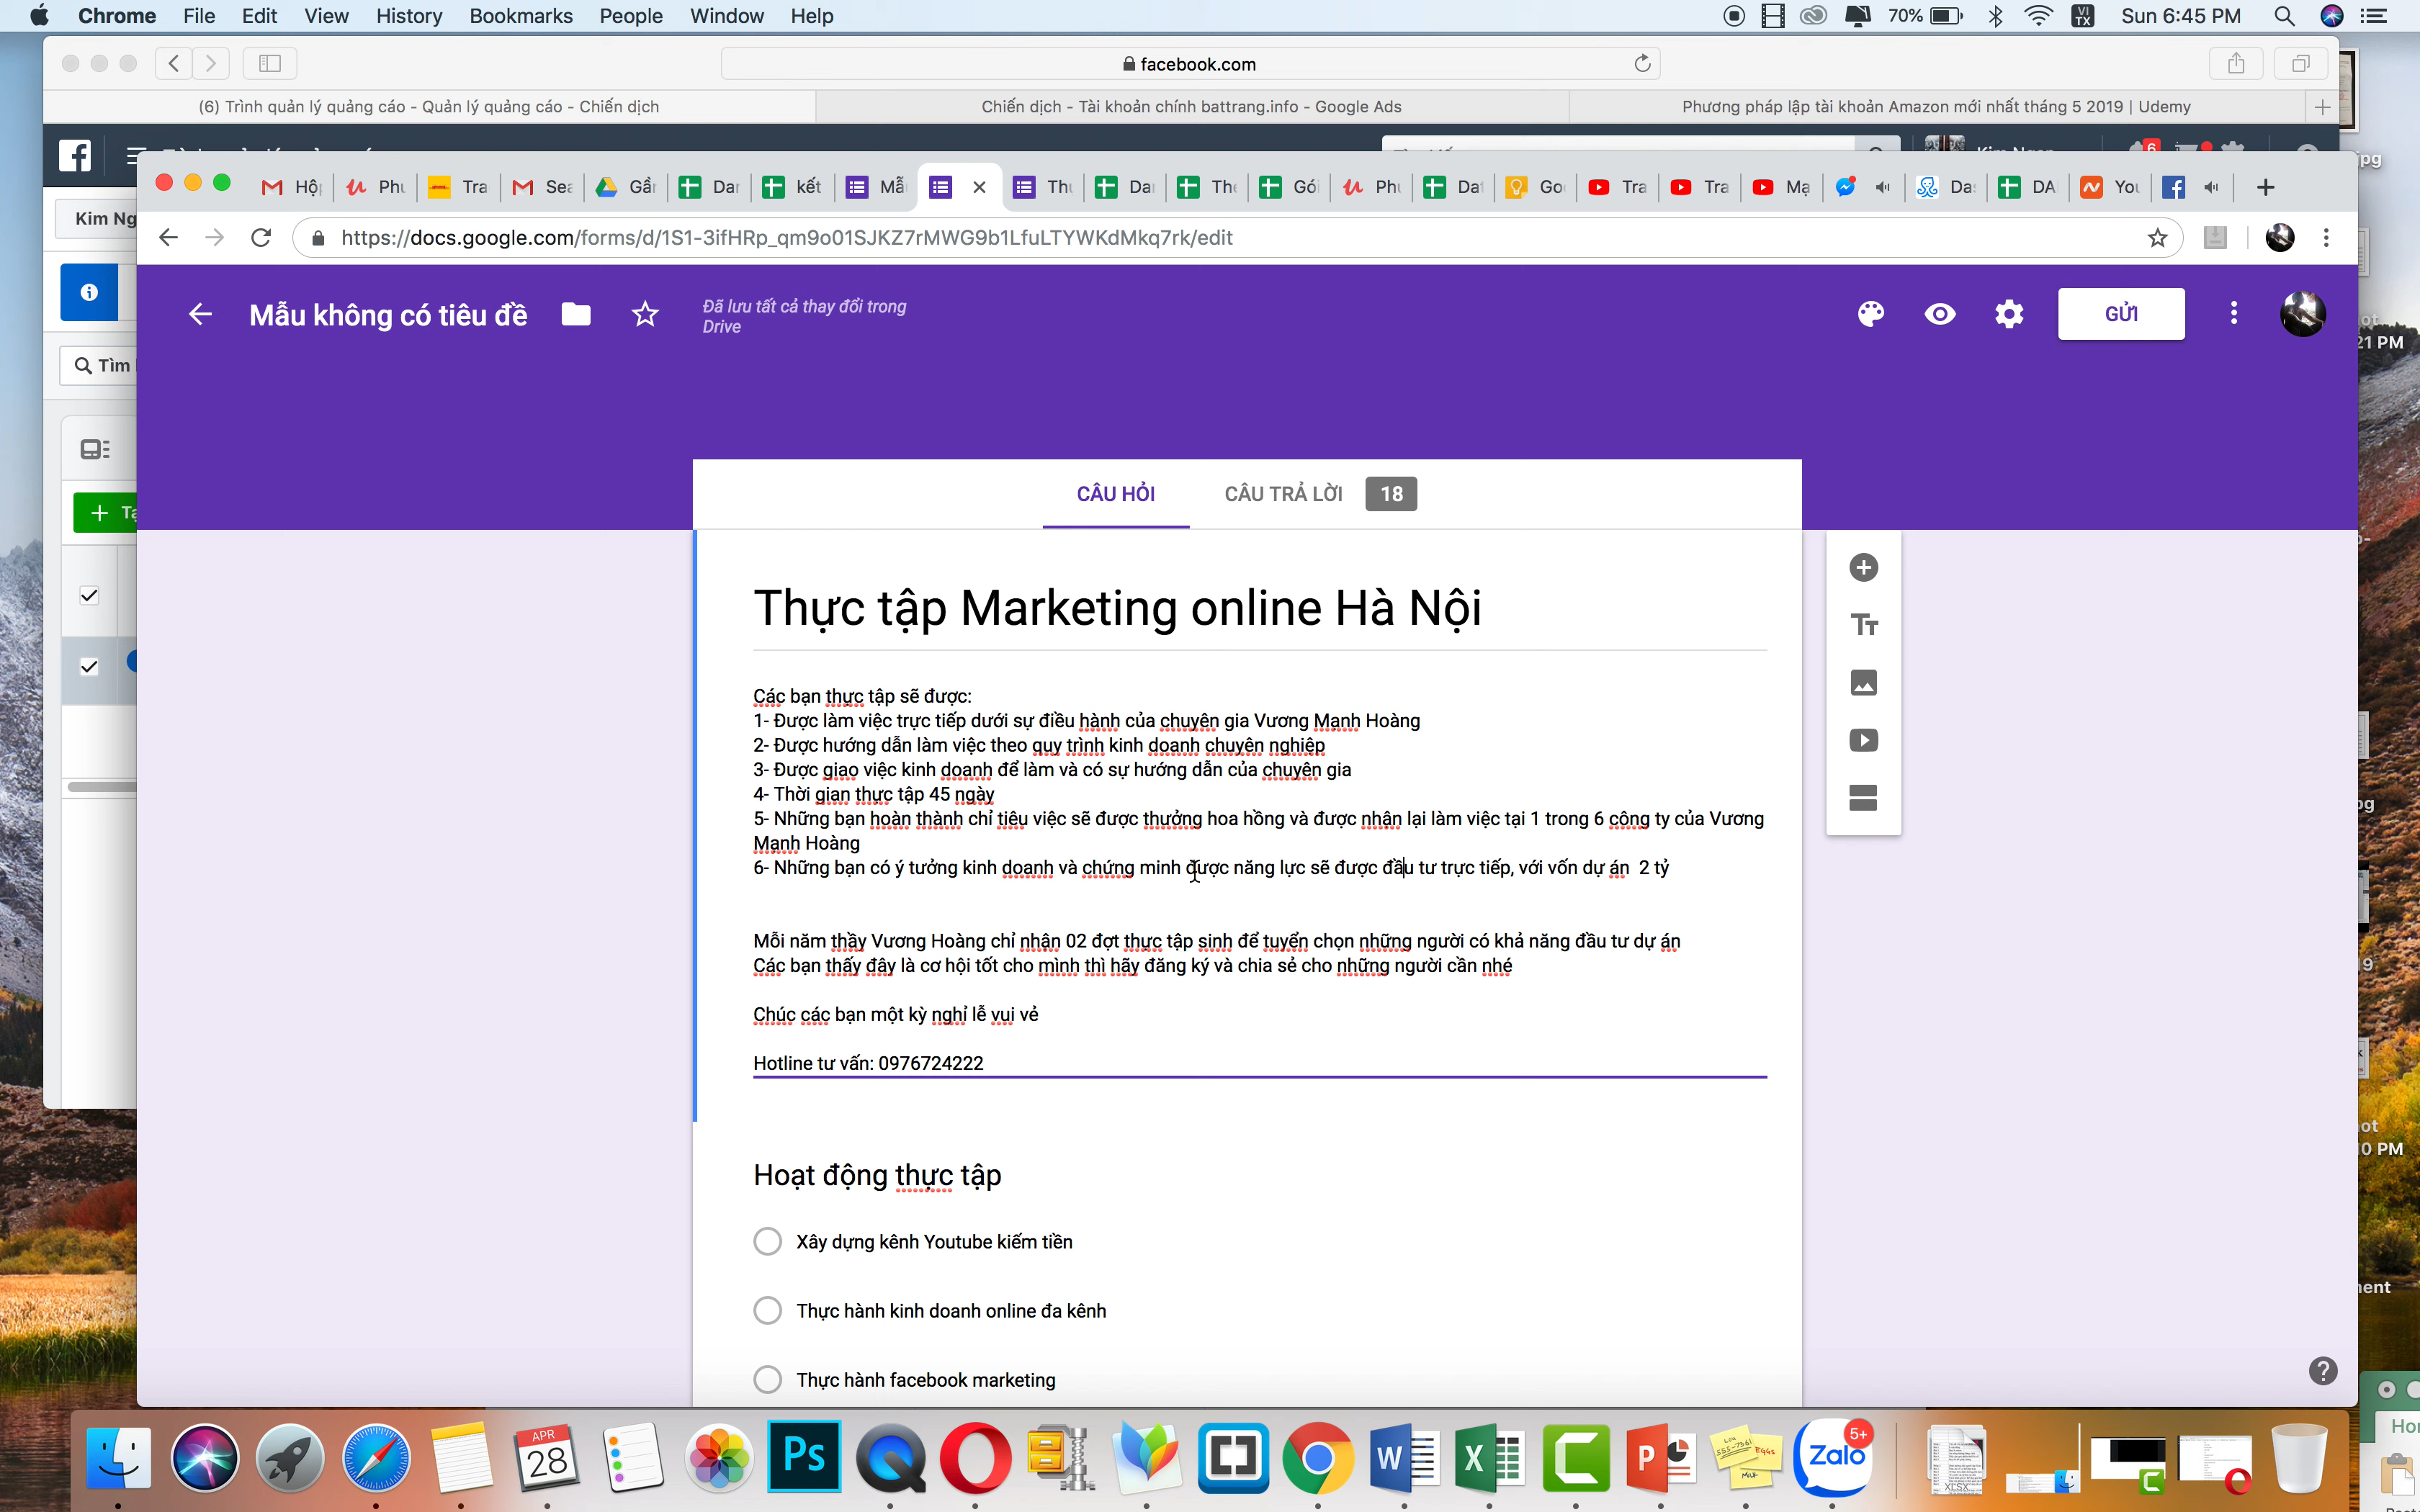 Chrome File Edit View History Bookmarks People Window Help 70% VI TX Sun 6:45 PM
facebook.com
(6) Trình quản lý quảng cáo - Quản lý quảng cáo - Chiến dịch Chiến dịch - Tài khoản chính battrang.info - Google Ads Phương pháp lập tài khoản Amazon mới nhất tháng 5 2019 | Udemy
Kim Ng
Tìm
https://docs.google.com/forms/d/1S1-3ifHRp_qm9o01SJKZ7rMWG9b1LfuLTYWKdMkq7rk/edit
Mẫu không có tiêu đề
Đã lưu tất cả thay đổi trong
Drive
GỬI
CÂU HỎI CÂU TRẢ LỜI 18
Thực tập Marketing online Hà Nội
Các bạn thực tập sẽ được:
1- Được làm việc trực tiếp dưới sự điều hành của chuyên gia Vương Mạnh Hoàng
2- Được hướng dẫn làm việc theo quy trình kinh doanh chuyên nghiệp
3- Được giao việc kinh doanh để làm và có sự hướng dẫn của chuyên gia
4- Thời gian thực tập 45 ngày
5- Những bạn hoàn thành chỉ tiêu việc sẽ được thưởng hoa hồng và được nhận lại làm việc tại 1 trong 6 công ty của Vương
Mạnh Hoàng
6- Những bạn có ý tưởng kinh doanh và chứng minh được năng lực sẽ được đầu tư trực tiếp, với vốn dự án  2 tỷ
Mỗi năm thầy Vương Hoàng chỉ nhận 02 đợt thực tập sinh để tuyển chọn những người có khả năng đầu tư dự án
Các bạn thấy đây là cơ hội tốt cho mình thì hãy đăng ký và chia sẻ cho những người cần nhé
Chúc các bạn một kỳ nghỉ lễ vui vẻ
Hotline tư vấn: 0976724222
Hoạt động thực tập
Xây dựng kênh Youtube kiếm tiền
Thực hành kinh doanh online đa kênh
Thực hành facebook marketing
APR
28
Ps
Zalo
5+